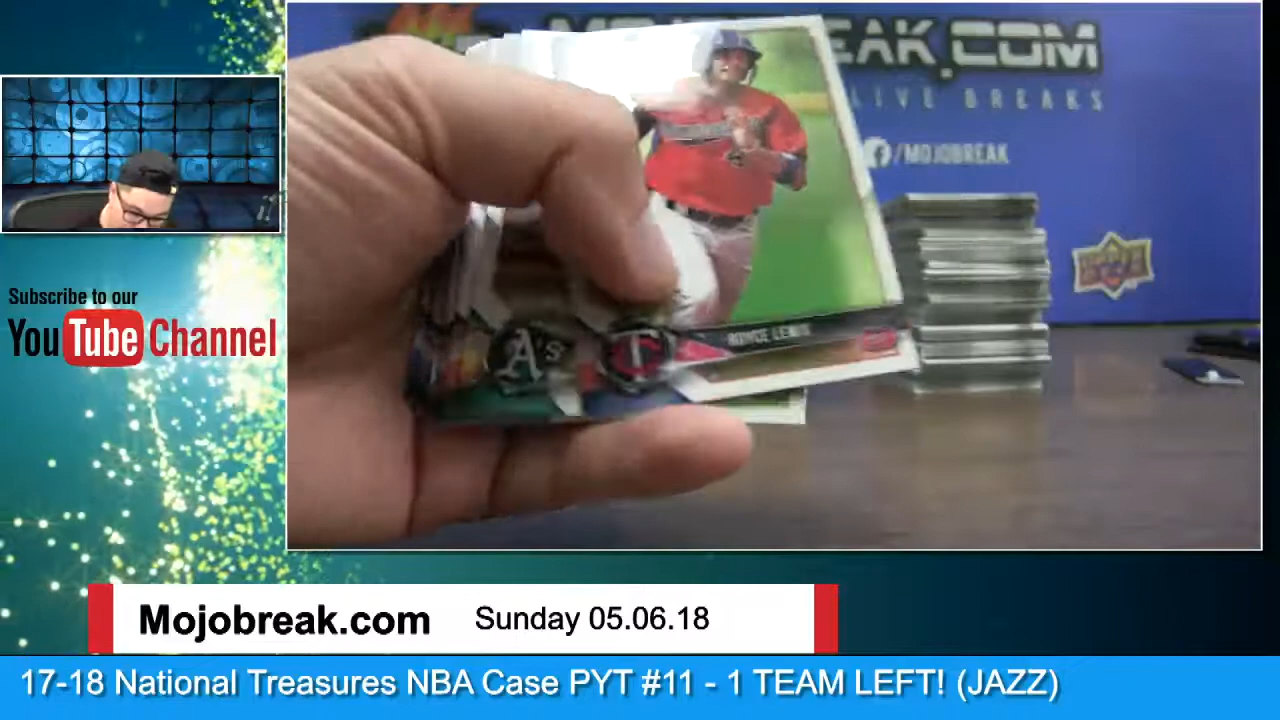 MOJOBREAK.COM
LIVE BREAKS
/MOJOBREAK
Subscribe to our
YouTube Channel
A's
ROYCE LEWIS
Mojobreak.com
Sunday 05.06.18
17-18 National Treasures NBA Case PYT #11 - 1 TEAM LEFT! (JAZZ)